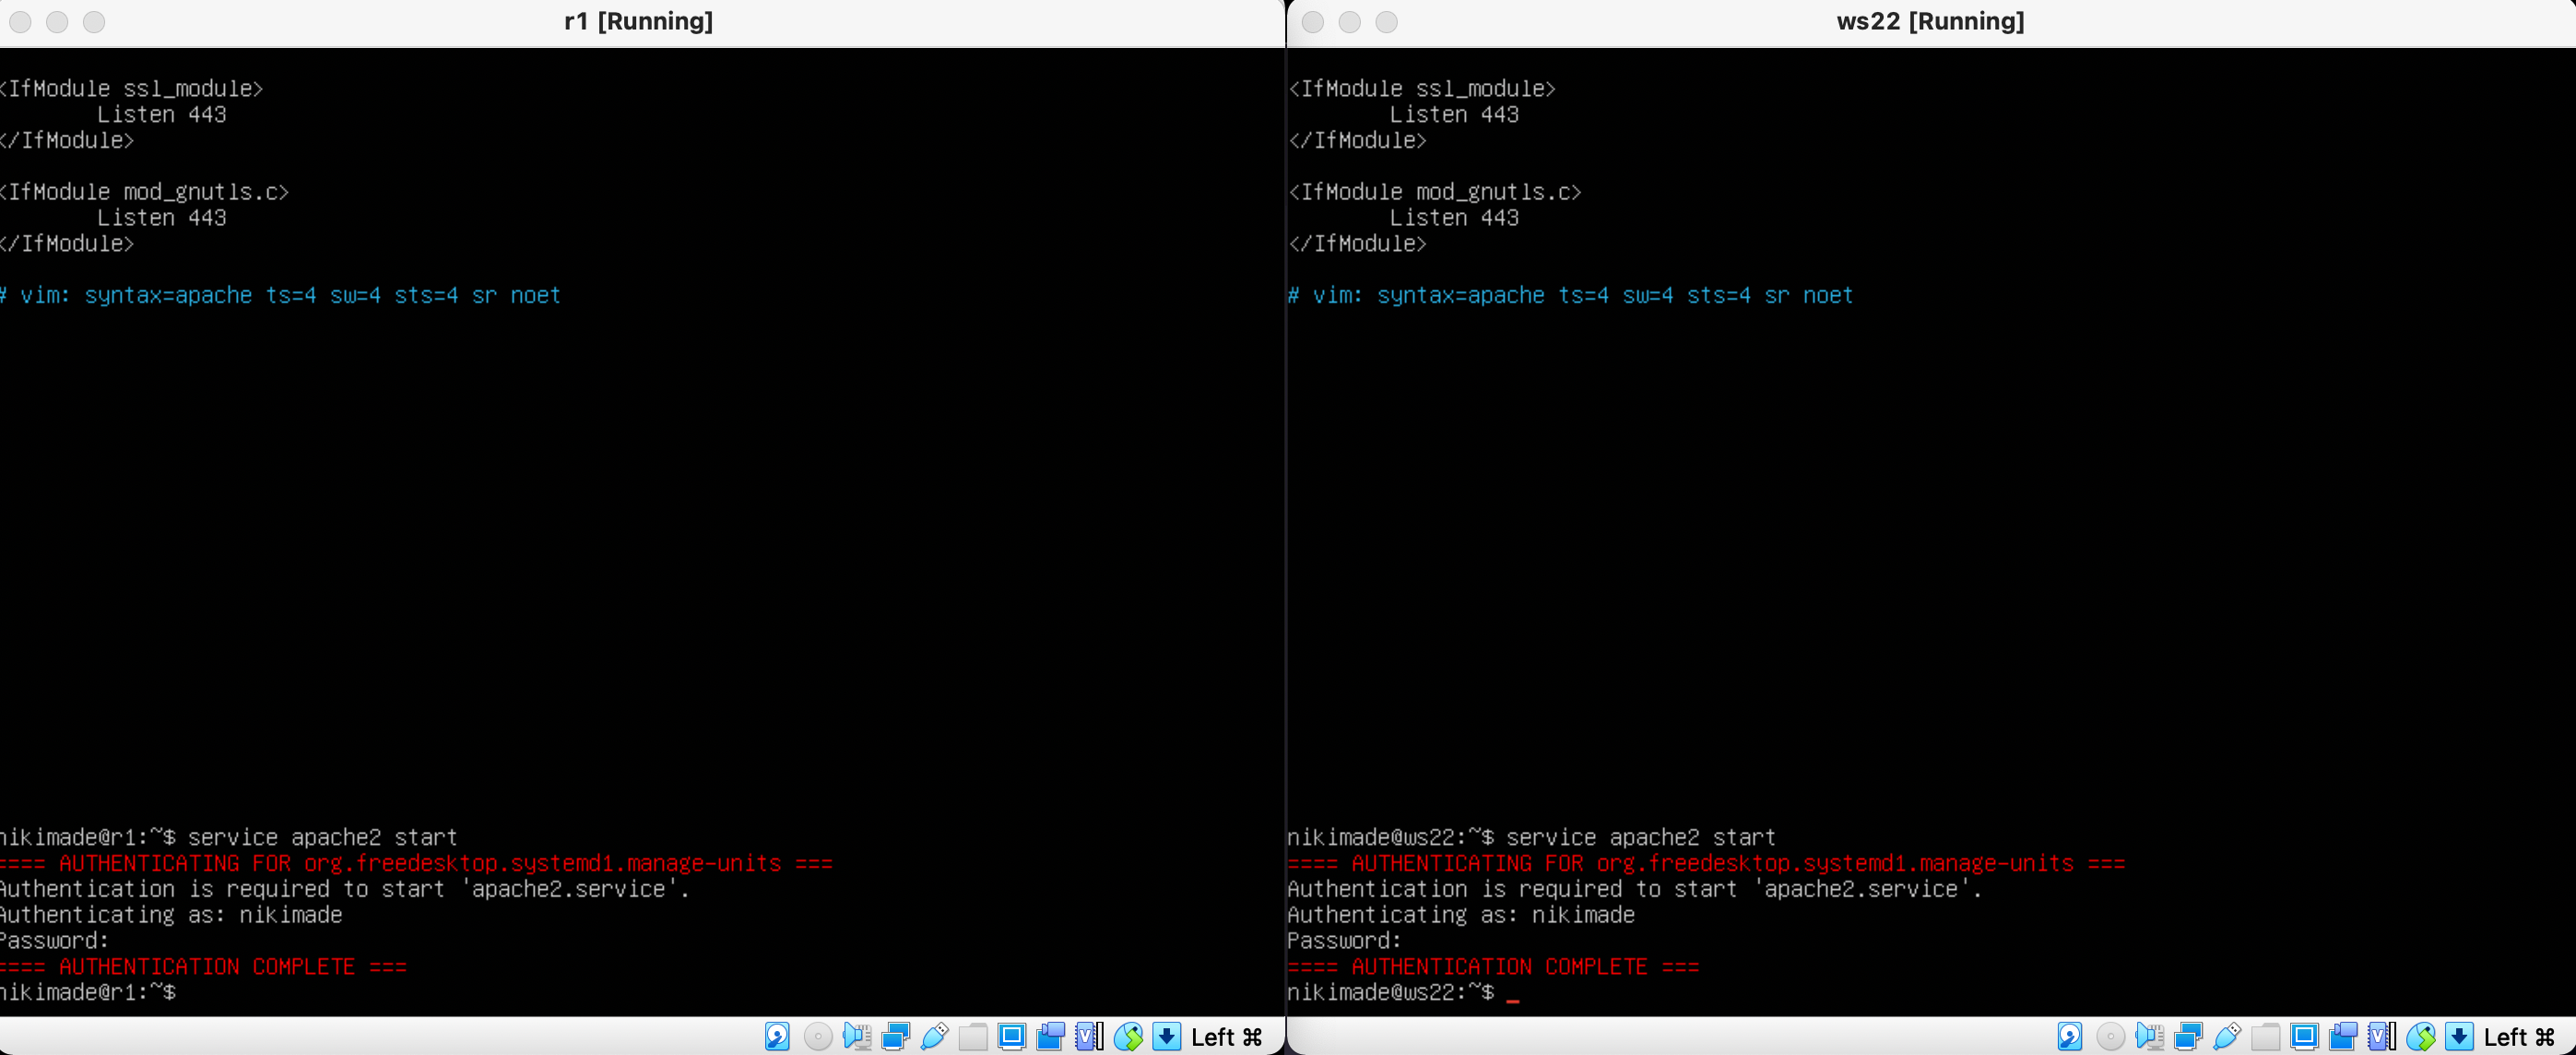 r1 [Running]
<IfModule ssl_module>
Listen 443
</IfModule>
<IfModule mod_gnutls.c>
Listen 443
</IfModule>
# vim: syntax=apache ts=4 sw=4 sts=4 sr noet
nikimade@r1:~$ service apache2 start
==== AUTHENTICATING FOR org.freedesktop.systemd1.manage-units ===
Authentication is required to start 'apache2.service'.
Authenticating as: nikimade
Password:
==== AUTHENTICATION COMPLETE ===
nikimade@r1:~$
Left ⌘
ws22 [Running]
<IfModule ssl_module>
Listen 443
</IfModule>
<IfModule mod_gnutls.c>
Listen 443
</IfModule>
# vim: syntax=apache ts=4 sw=4 sts=4 sr noet
nikimade@ws22:~$ service apache2 start
==== AUTHENTICATING FOR org.freedesktop.systemd1.manage-units ===
Authentication is required to start 'apache2.service'.
Authenticating as: nikimade
Password:
==== AUTHENTICATION COMPLETE ===
nikimade@ws22:~$ _
Left ⌘